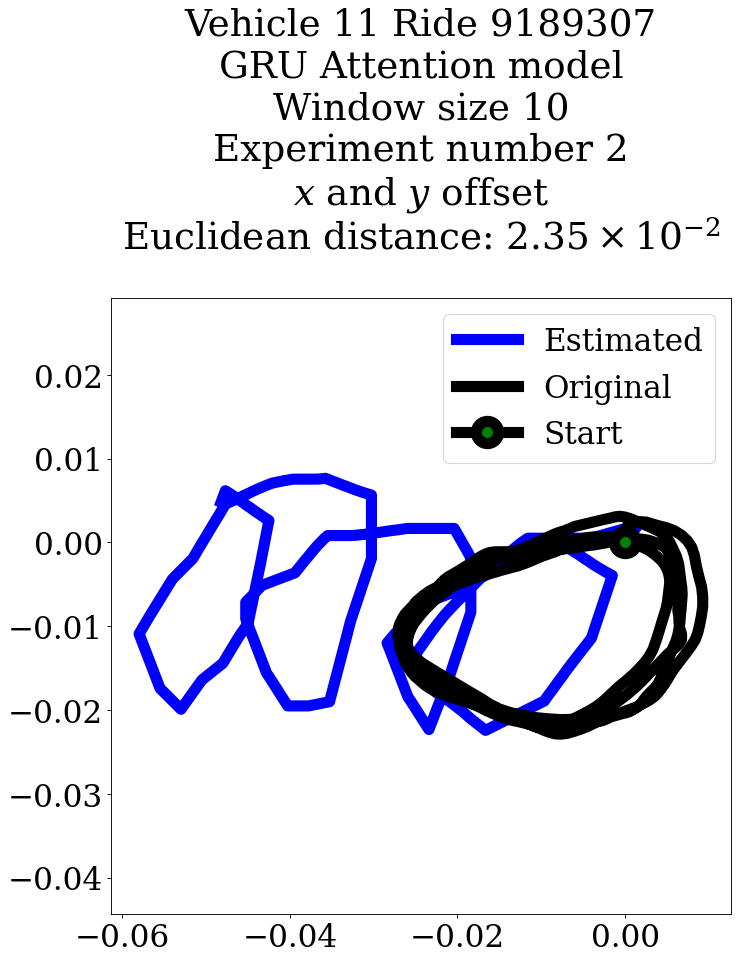 Vehicle 11 Ride 9189307
GRU Attention model
Window size 10
Experiment number 2
x and y offset
Euclidean distance: 2.35 × 10⁻²
Estimated
Original
Start
0.02
0.01
0.00
−0.01
−0.02
−0.03
−0.04
−0.06
−0.04
−0.02
0.00